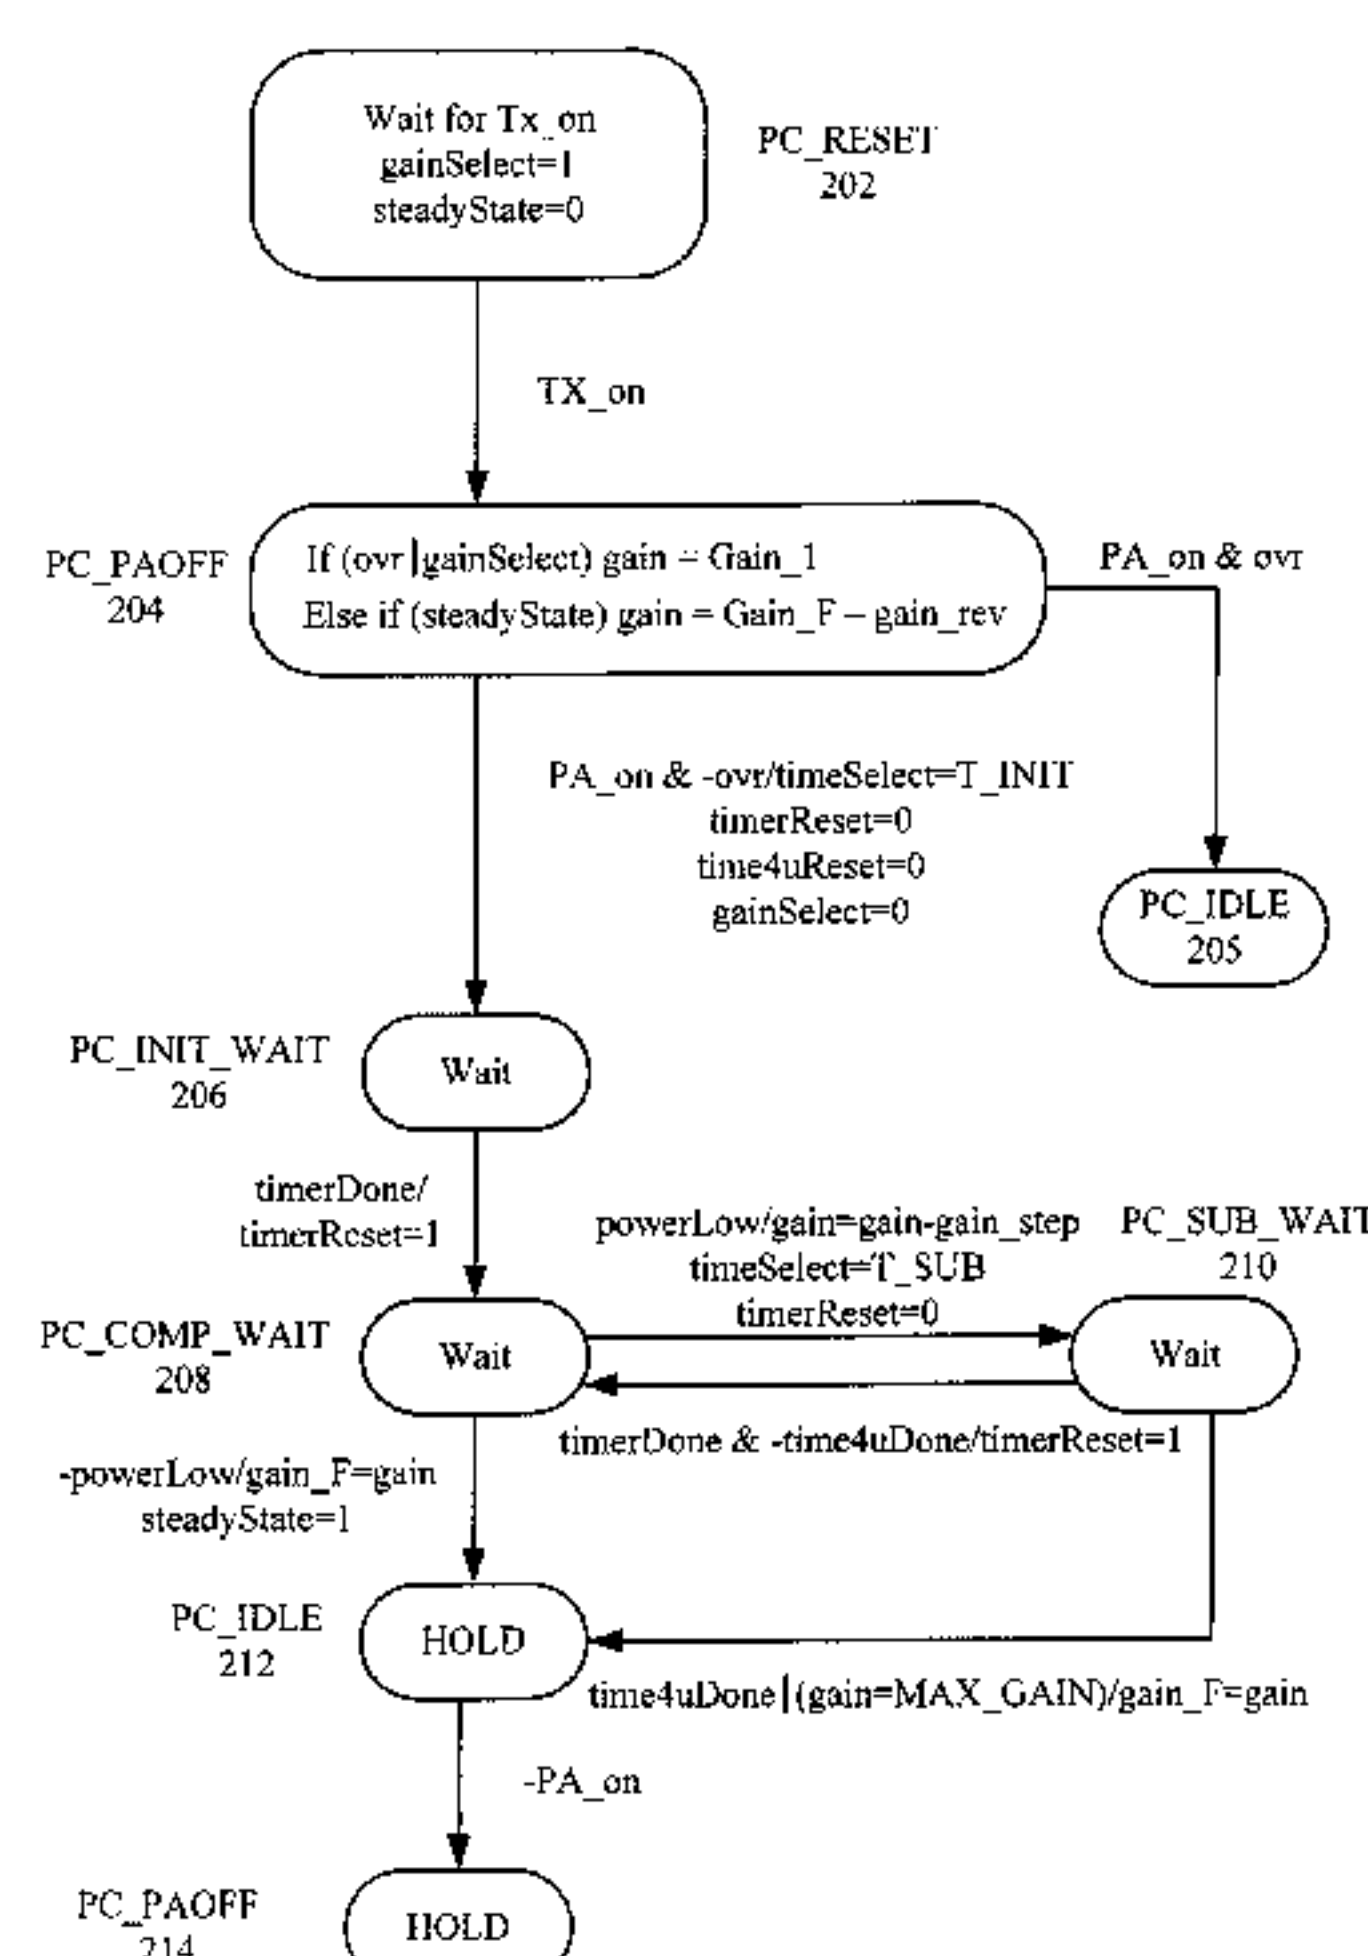 Wait for Tx_on
gainSelect=1
steadyState=0
PC_RESET
202
TX_on
PC_PAOFF
204
If (ovr|gainSelect) gain = Gain_1
Else if (steadyState) gain = Gain_F – gain_rev
PA_on & ovr
PA_on & -ovr/timeSelect=T_INIT
timerReset=0
time4uReset=0
gainSelect=0
PC_IDLE
205
PC_INIT_WAIT
206
Wait
timerDone/
timerReset=1
powerLow/gain=gain-gain_step
timeSelect=T_SUB
timerReset=0
PC_SUB_WAIT
210
PC_COMP_WAIT
208
Wait
Wait
timerDone & -time4uDone/timerReset=1
-powerLow/gain_F=gain
steadyState=1
PC_IDLE
212
HOLD
time4uDone|(gain=MAX_GAIN)/gain_F=gain
-PA_on
PC_PAOFF
214
HOLD